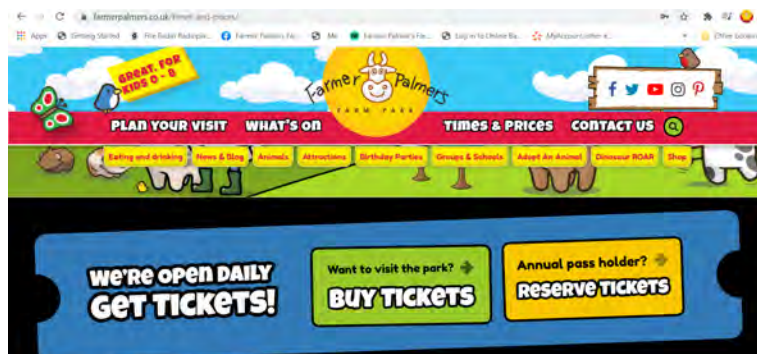 farmerpalmers.co.uk/times-and-prices/
Apps Getting Started Farmer Palmers Fa... Me Farmer Palmer's Far... Log in to Online Ba...
GREAT FOR
KIDS 0 - 8
Farmer Palmers
FARM PARK
PLAN YOUR VISIT WHAT'S ON TIMES & PRICES CONTACT US
Eating and drinking News & Blog Animals Attractions Birthday Parties Groups & Schools Adopt An Animal Dinosaur ROAR Shop
WE'RE OPEN DAILY
GET TICKETS!
Want to visit the park?
BUY TICKETS
Annual pass holder?
RESERVE TICKETS